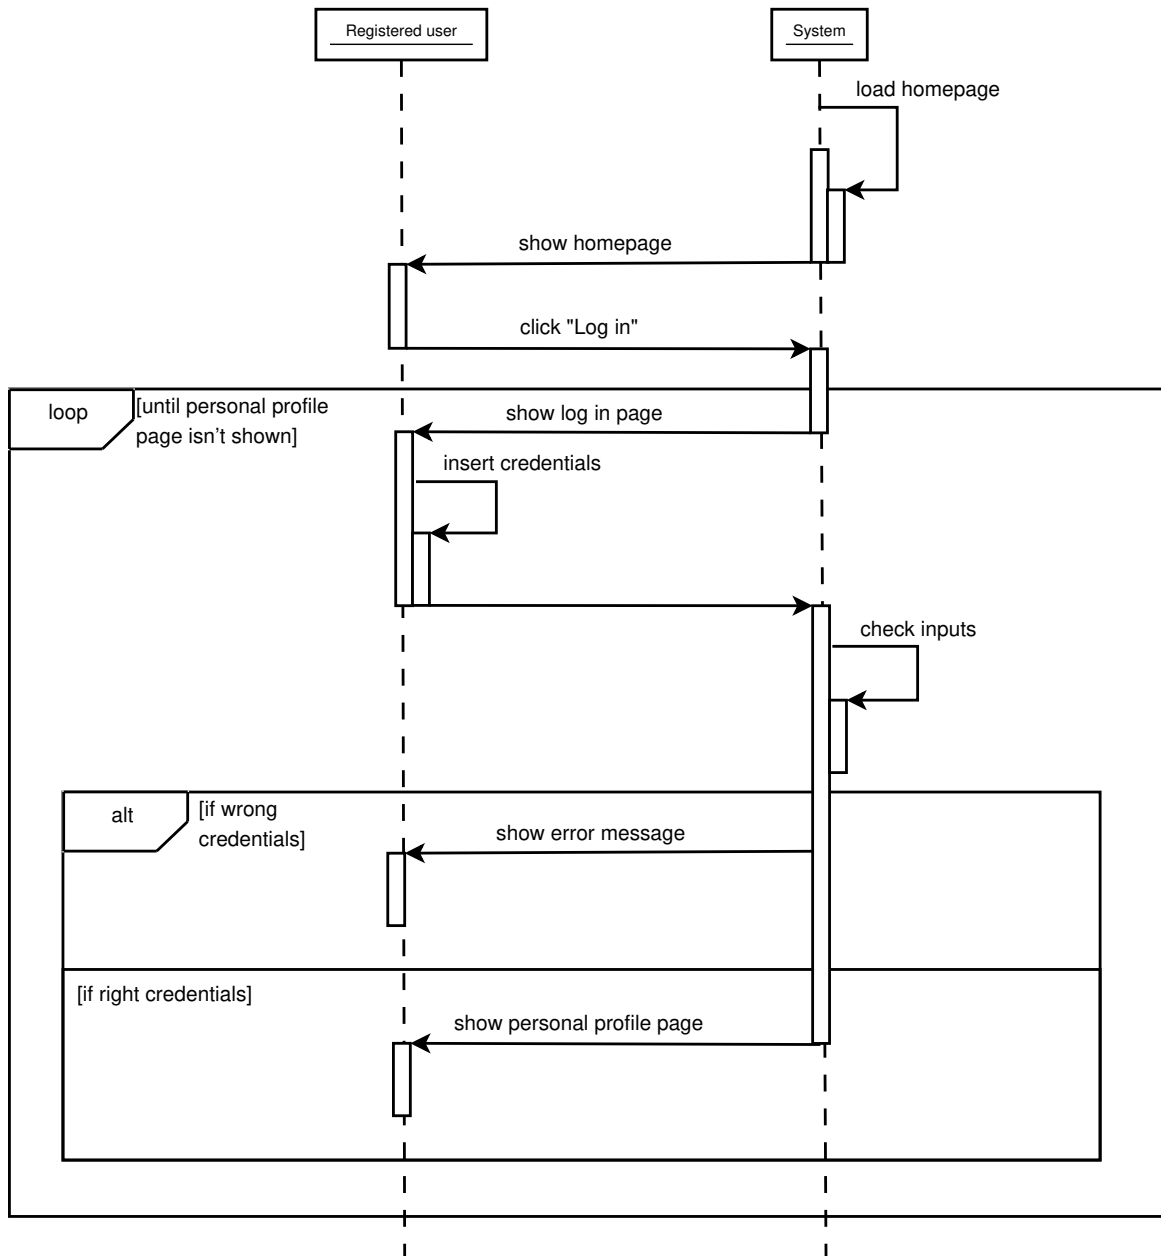 Registered user
System
load homepage
show homepage
click "Log in"
loop
[until personal profile
page isn't shown]
show log in page
insert credentials
check inputs
alt
[if wrong
credentials]
show error message
[if right credentials]
show personal profile page